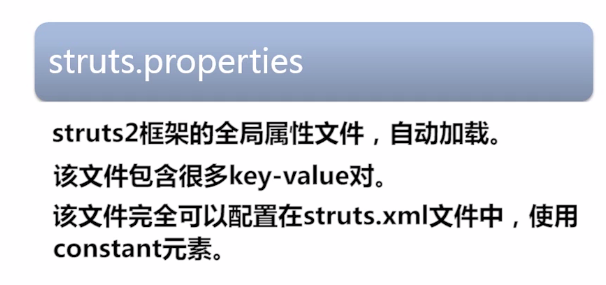 struts.properties
struts2框架的全局属性文件，自动加载。
该文件包含很多key-value对。
该文件完全可以配置在struts.xml文件中，使用
constant元素。